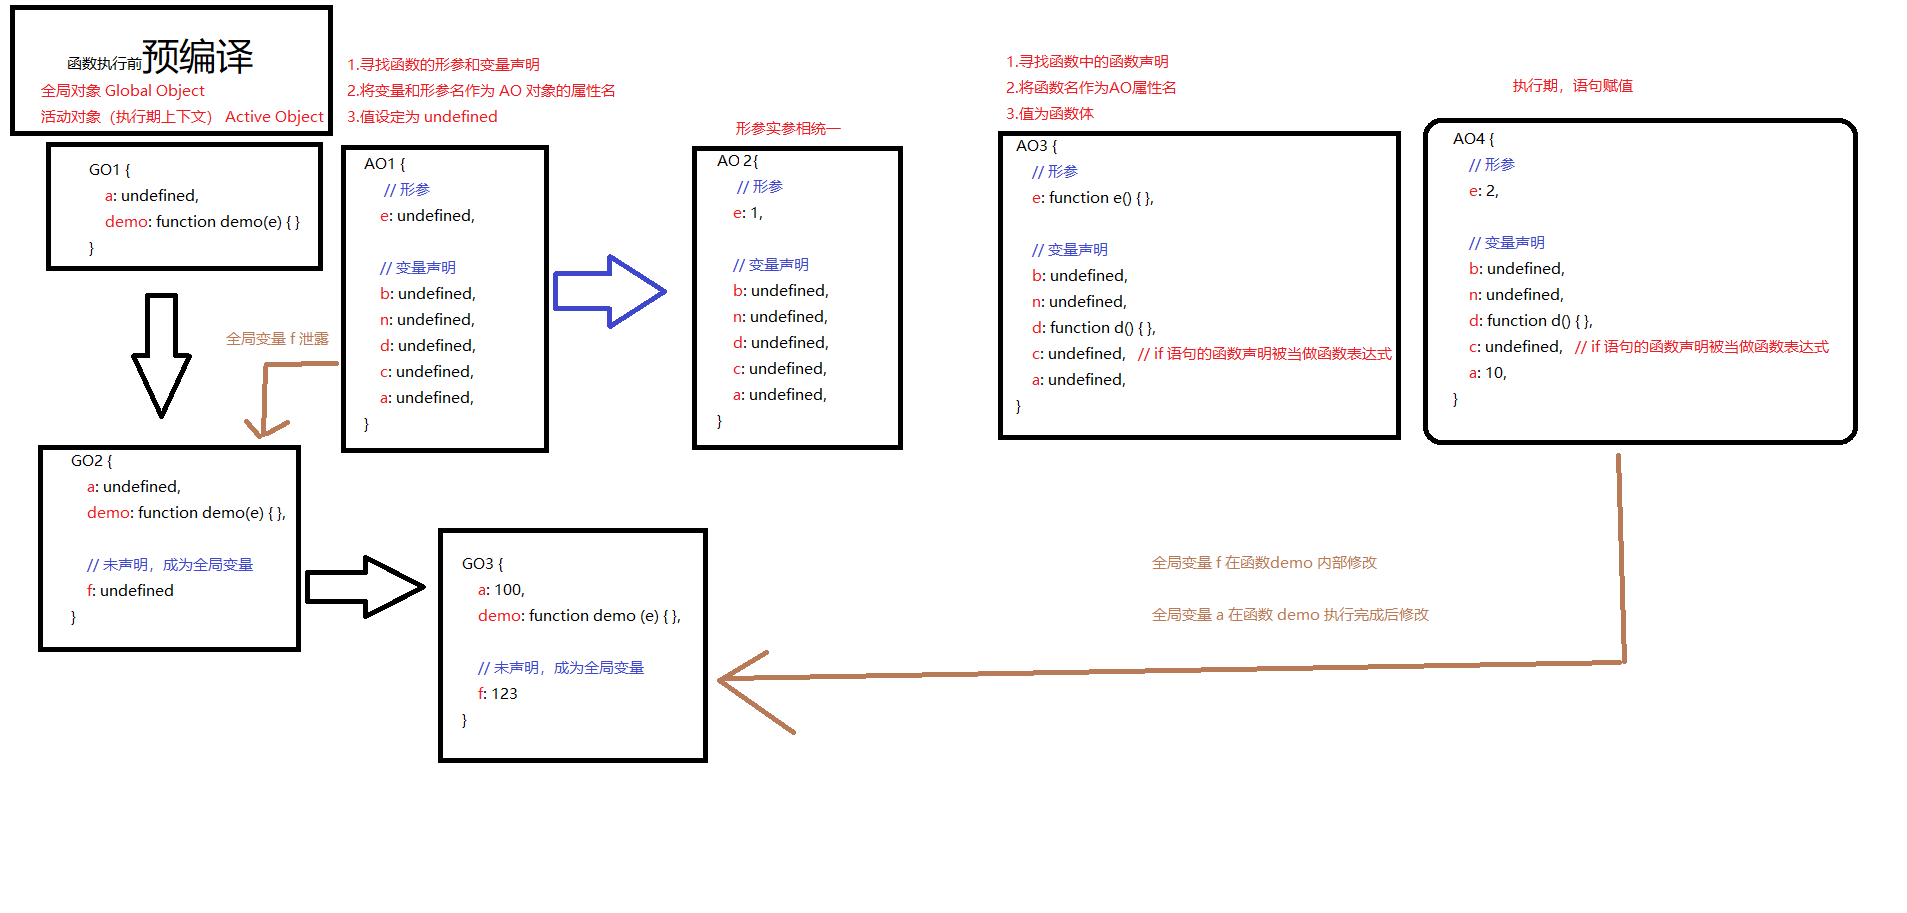 函数执行前预编译
全局对象 Global Object
活动对象（执行期上下文） Active Object
GO1 {
a: undefined,
demo: function demo(e) { }
}
1.寻找函数的形参和变量声明
2.将变量和形参名作为 AO 对象的属性名
3.值设定为 undefined
AO1 {
// 形参
e: undefined,
// 变量声明
b: undefined,
n: undefined,
d: undefined,
c: undefined,
a: undefined,
}
形参实参相统一
AO 2{
// 形参
e: 1,
// 变量声明
b: undefined,
n: undefined,
d: undefined,
c: undefined,
a: undefined,
}
1.寻找函数中的函数声明
2.将函数名作为AO属性名
3.值为函数体
AO3 {
// 形参
e: function e() { },
// 变量声明
b: undefined,
n: undefined,
d: function d() { },
c: undefined, // if 语句的函数声明被当做函数表达式
a: undefined,
}
执行期，语句赋值
AO4 {
// 形参
e: 2,
// 变量声明
b: undefined,
n: undefined,
d: function d() { },
c: undefined, // if 语句的函数声明被当做函数表达式
a: 10,
}
全局变量 f 泄露
GO2 {
a: undefined,
demo: function demo(e) { },
// 未声明，成为全局变量
f: undefined
}
GO3 {
a: 100,
demo: function demo (e) { },
// 未声明，成为全局变量
f: 123
}
全局变量 f 在函数demo 内部修改
全局变量 a 在函数 demo 执行完成后修改